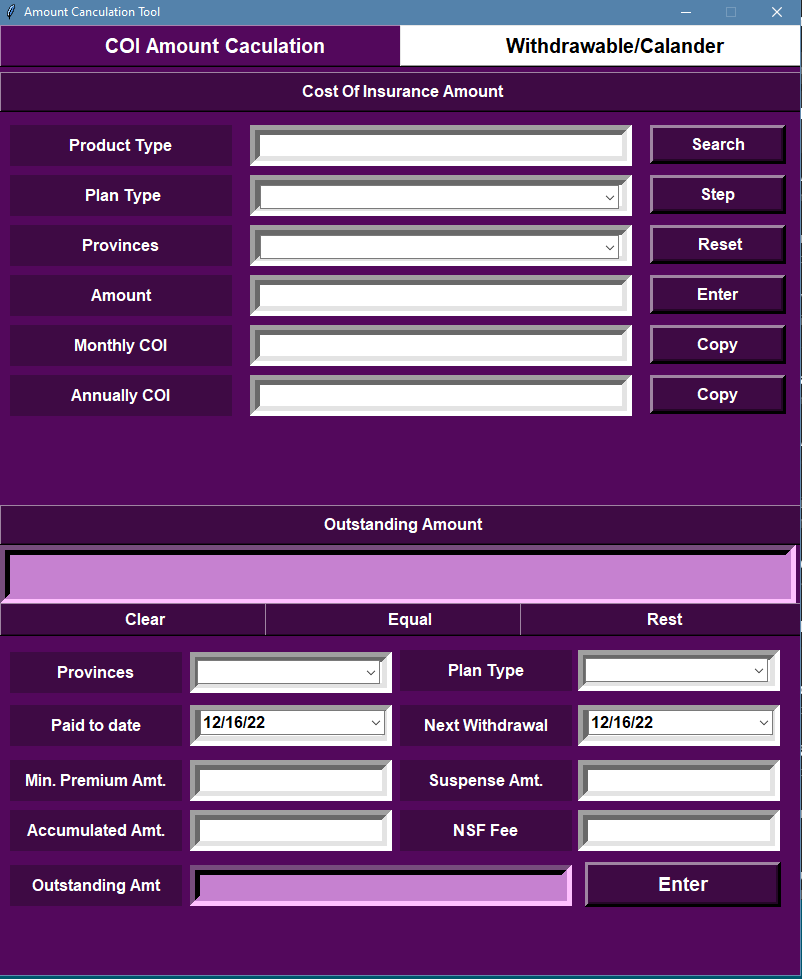 Amount Canculation Tool
COI Amount Caculation
Withdrawable/Calander
Cost Of Insurance Amount
Product Type
Search
Plan Type
Step
Provinces
Reset
Amount
Enter
Monthly COI
Copy
Annually COI
Copy
Outstanding Amount
Clear
Equal
Rest
Provinces
Plan Type
Paid to date
12/16/22
Next Withdrawal
12/16/22
Min. Premium Amt.
Suspense Amt.
Accumulated Amt.
NSF Fee
Outstanding Amt
Enter